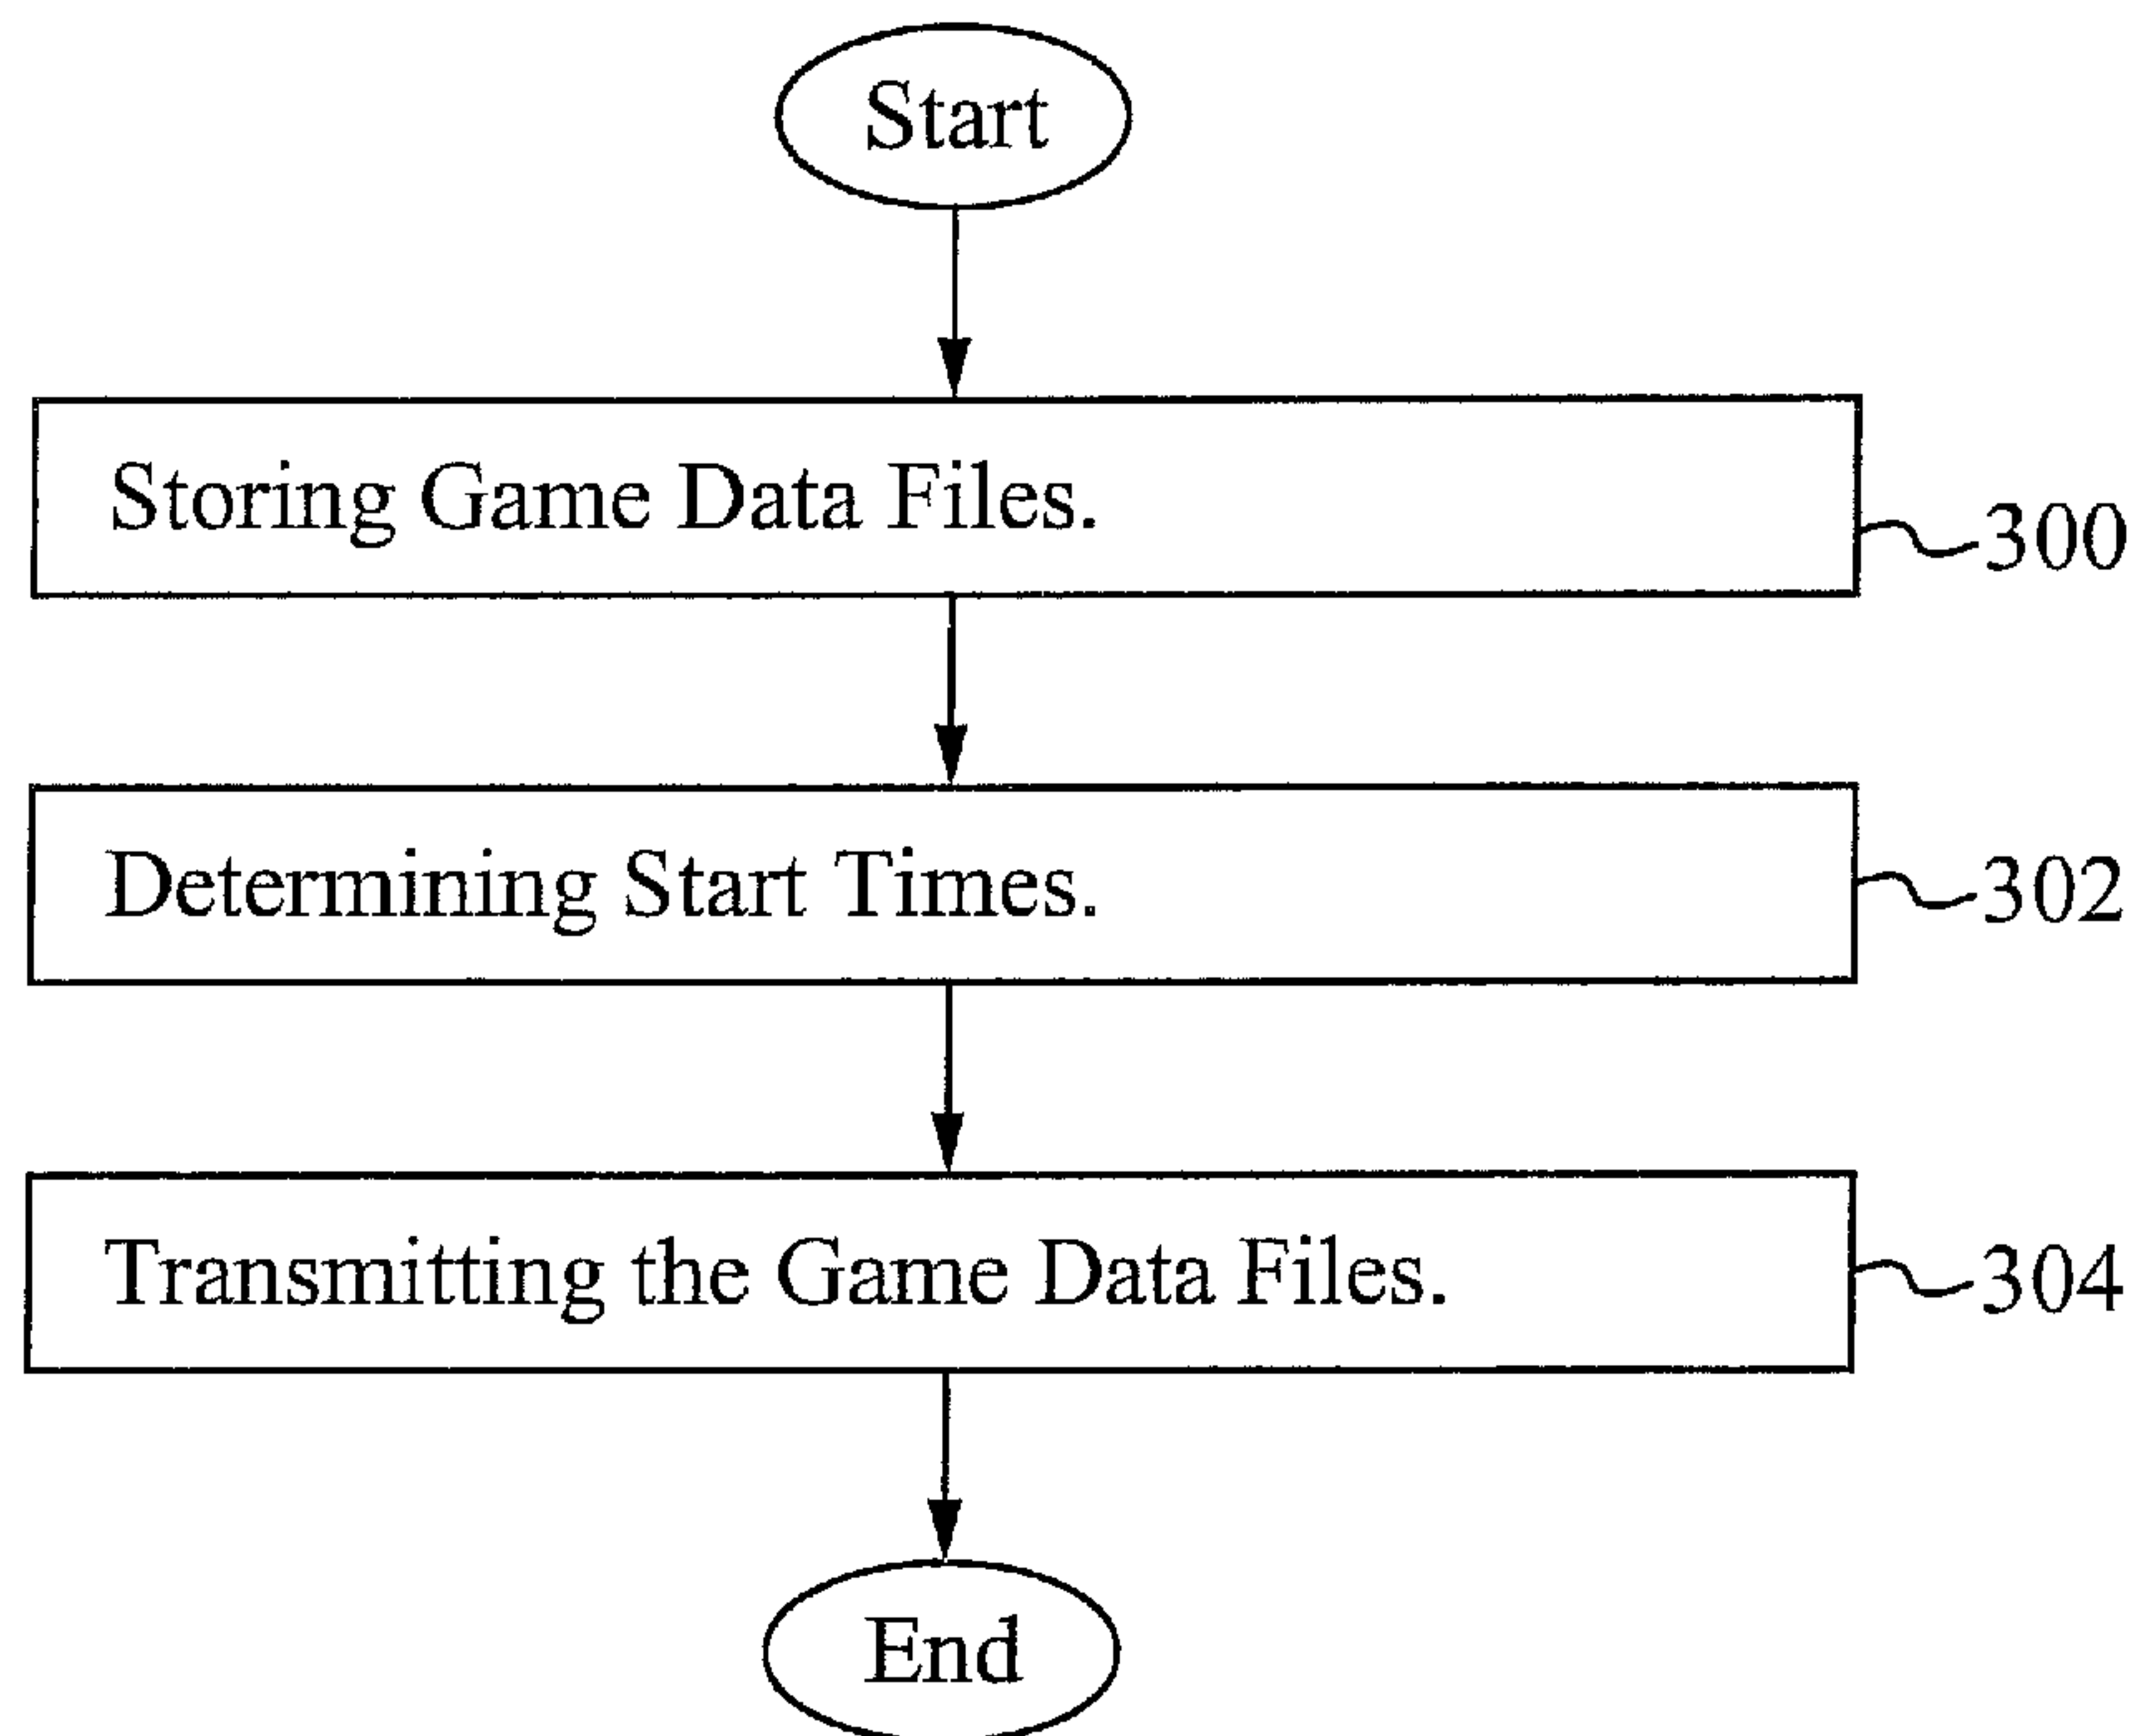 Start
Storing Game Data Files.
300
Determining Start Times.
302
Transmitting the Game Data Files.
304
End